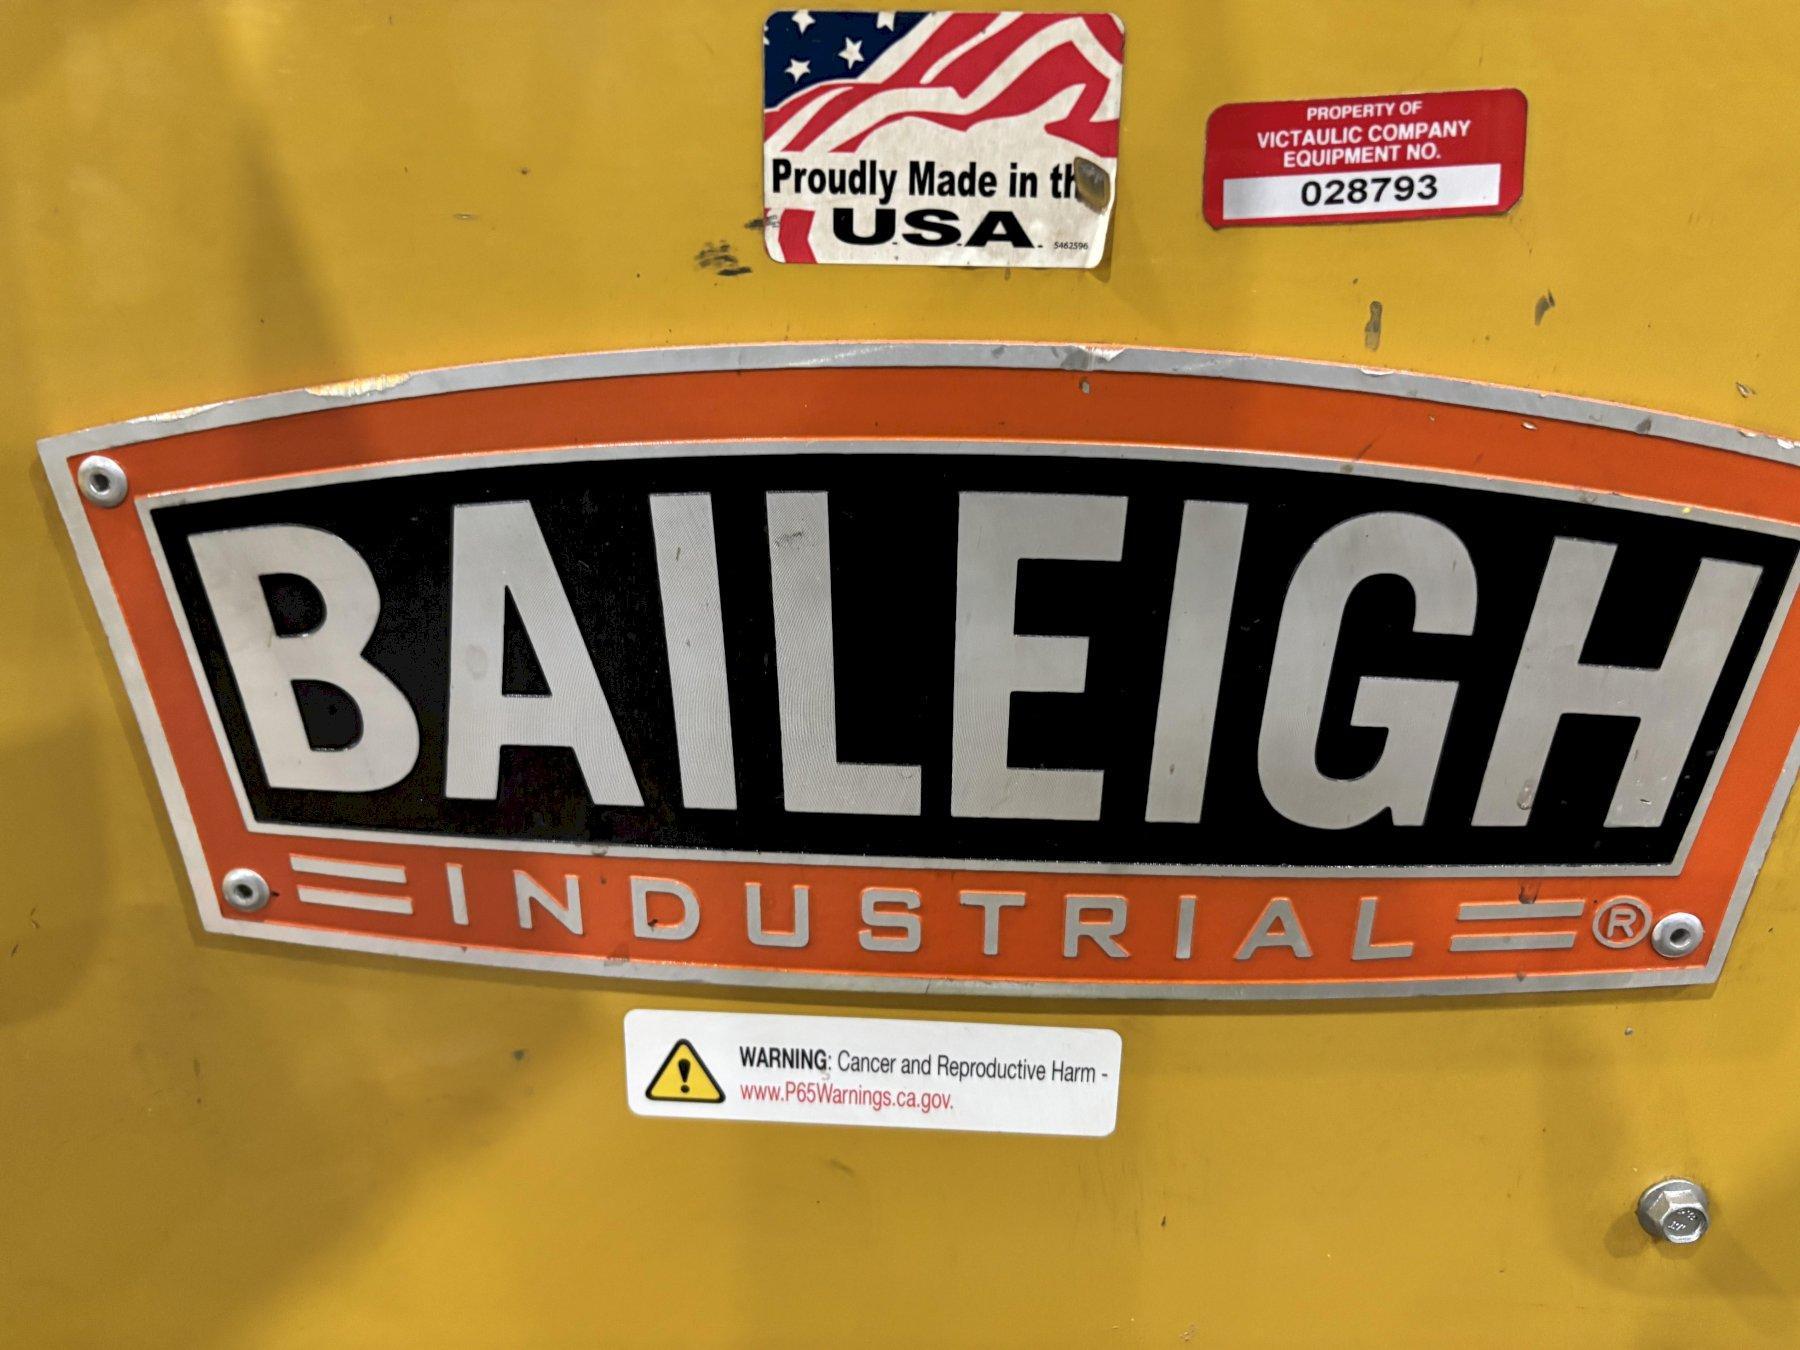 Proudly Made in th
U.S.A.
5462596
PROPERTY OF
VICTAULIC COMPANY
EQUIPMENT NO.
028793
BAILEIGH
INDUSTRIAL ®
WARNING: Cancer and Reproductive Harm -
www.P65Warnings.ca.gov.